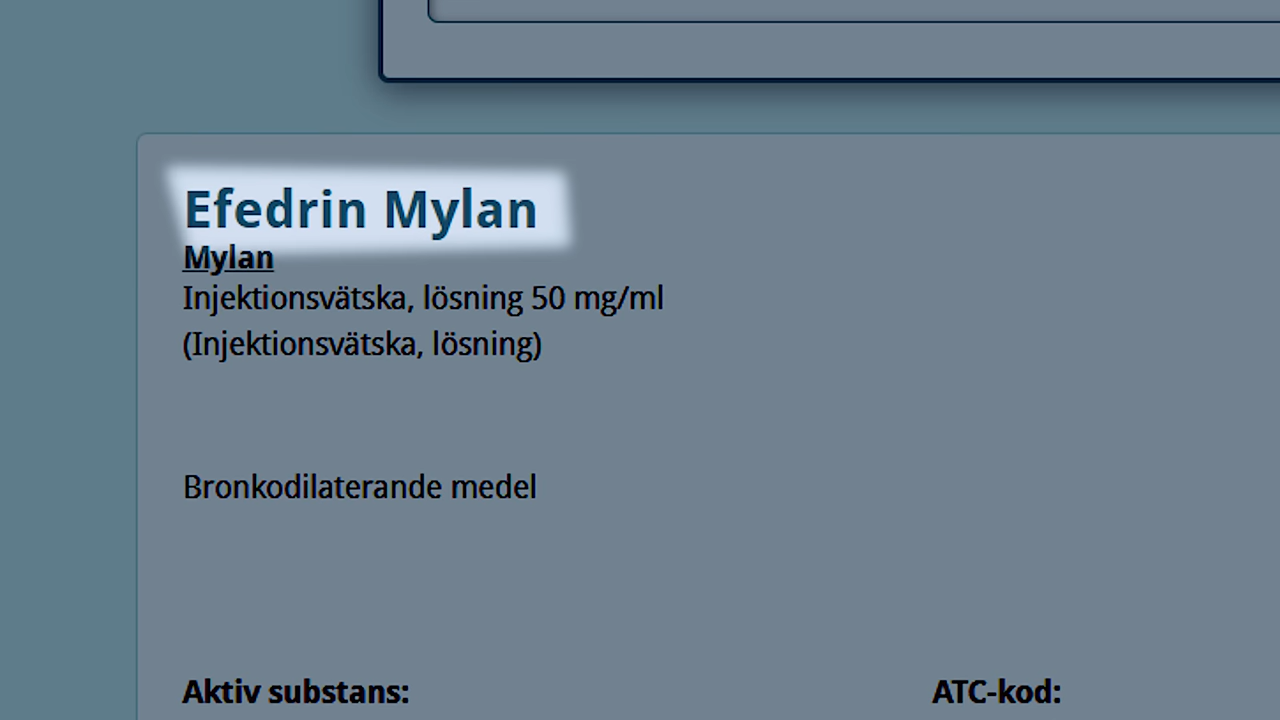 Efedrin Mylan
Mylan
Injektionsvätska, lösning 50 mg/ml
(Injektionsvätska, lösning)
Bronkodilaterande medel
Aktiv substans: ATC-kod: